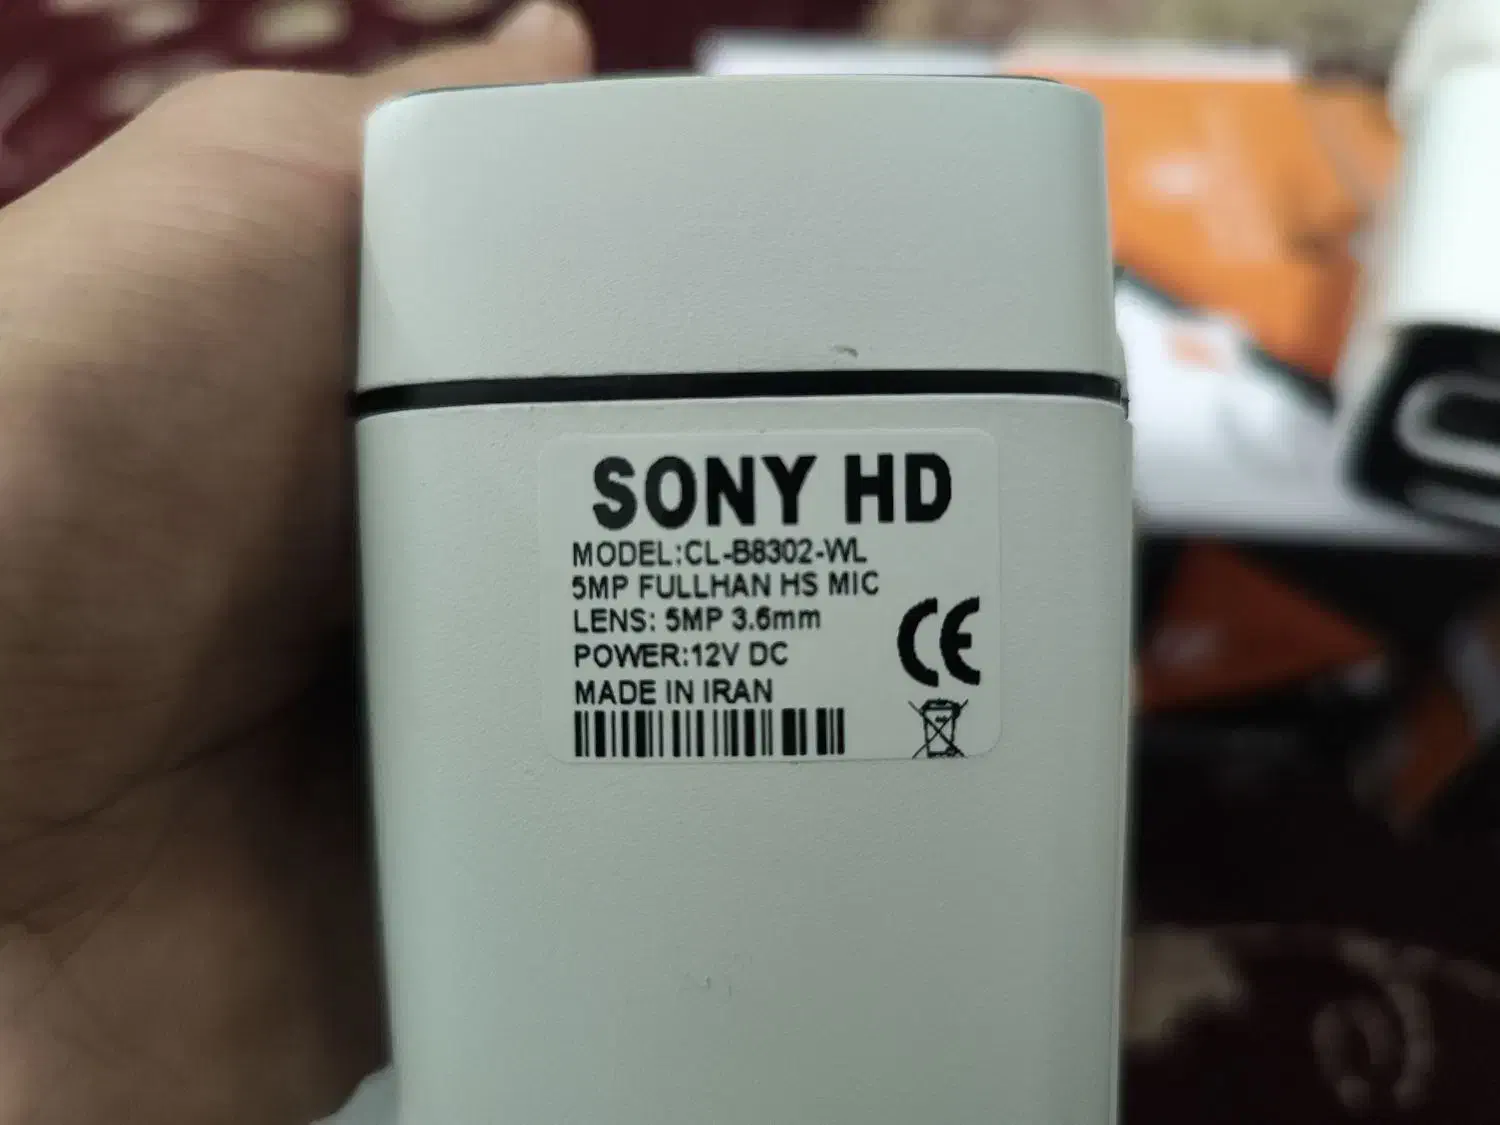 SONY HD
MODEL:CL-B8302-WL
5MP FULLHAN HS MIC
LENS: 5MP 3.6mm
POWER:12V DC
MADE IN IRAN
CE